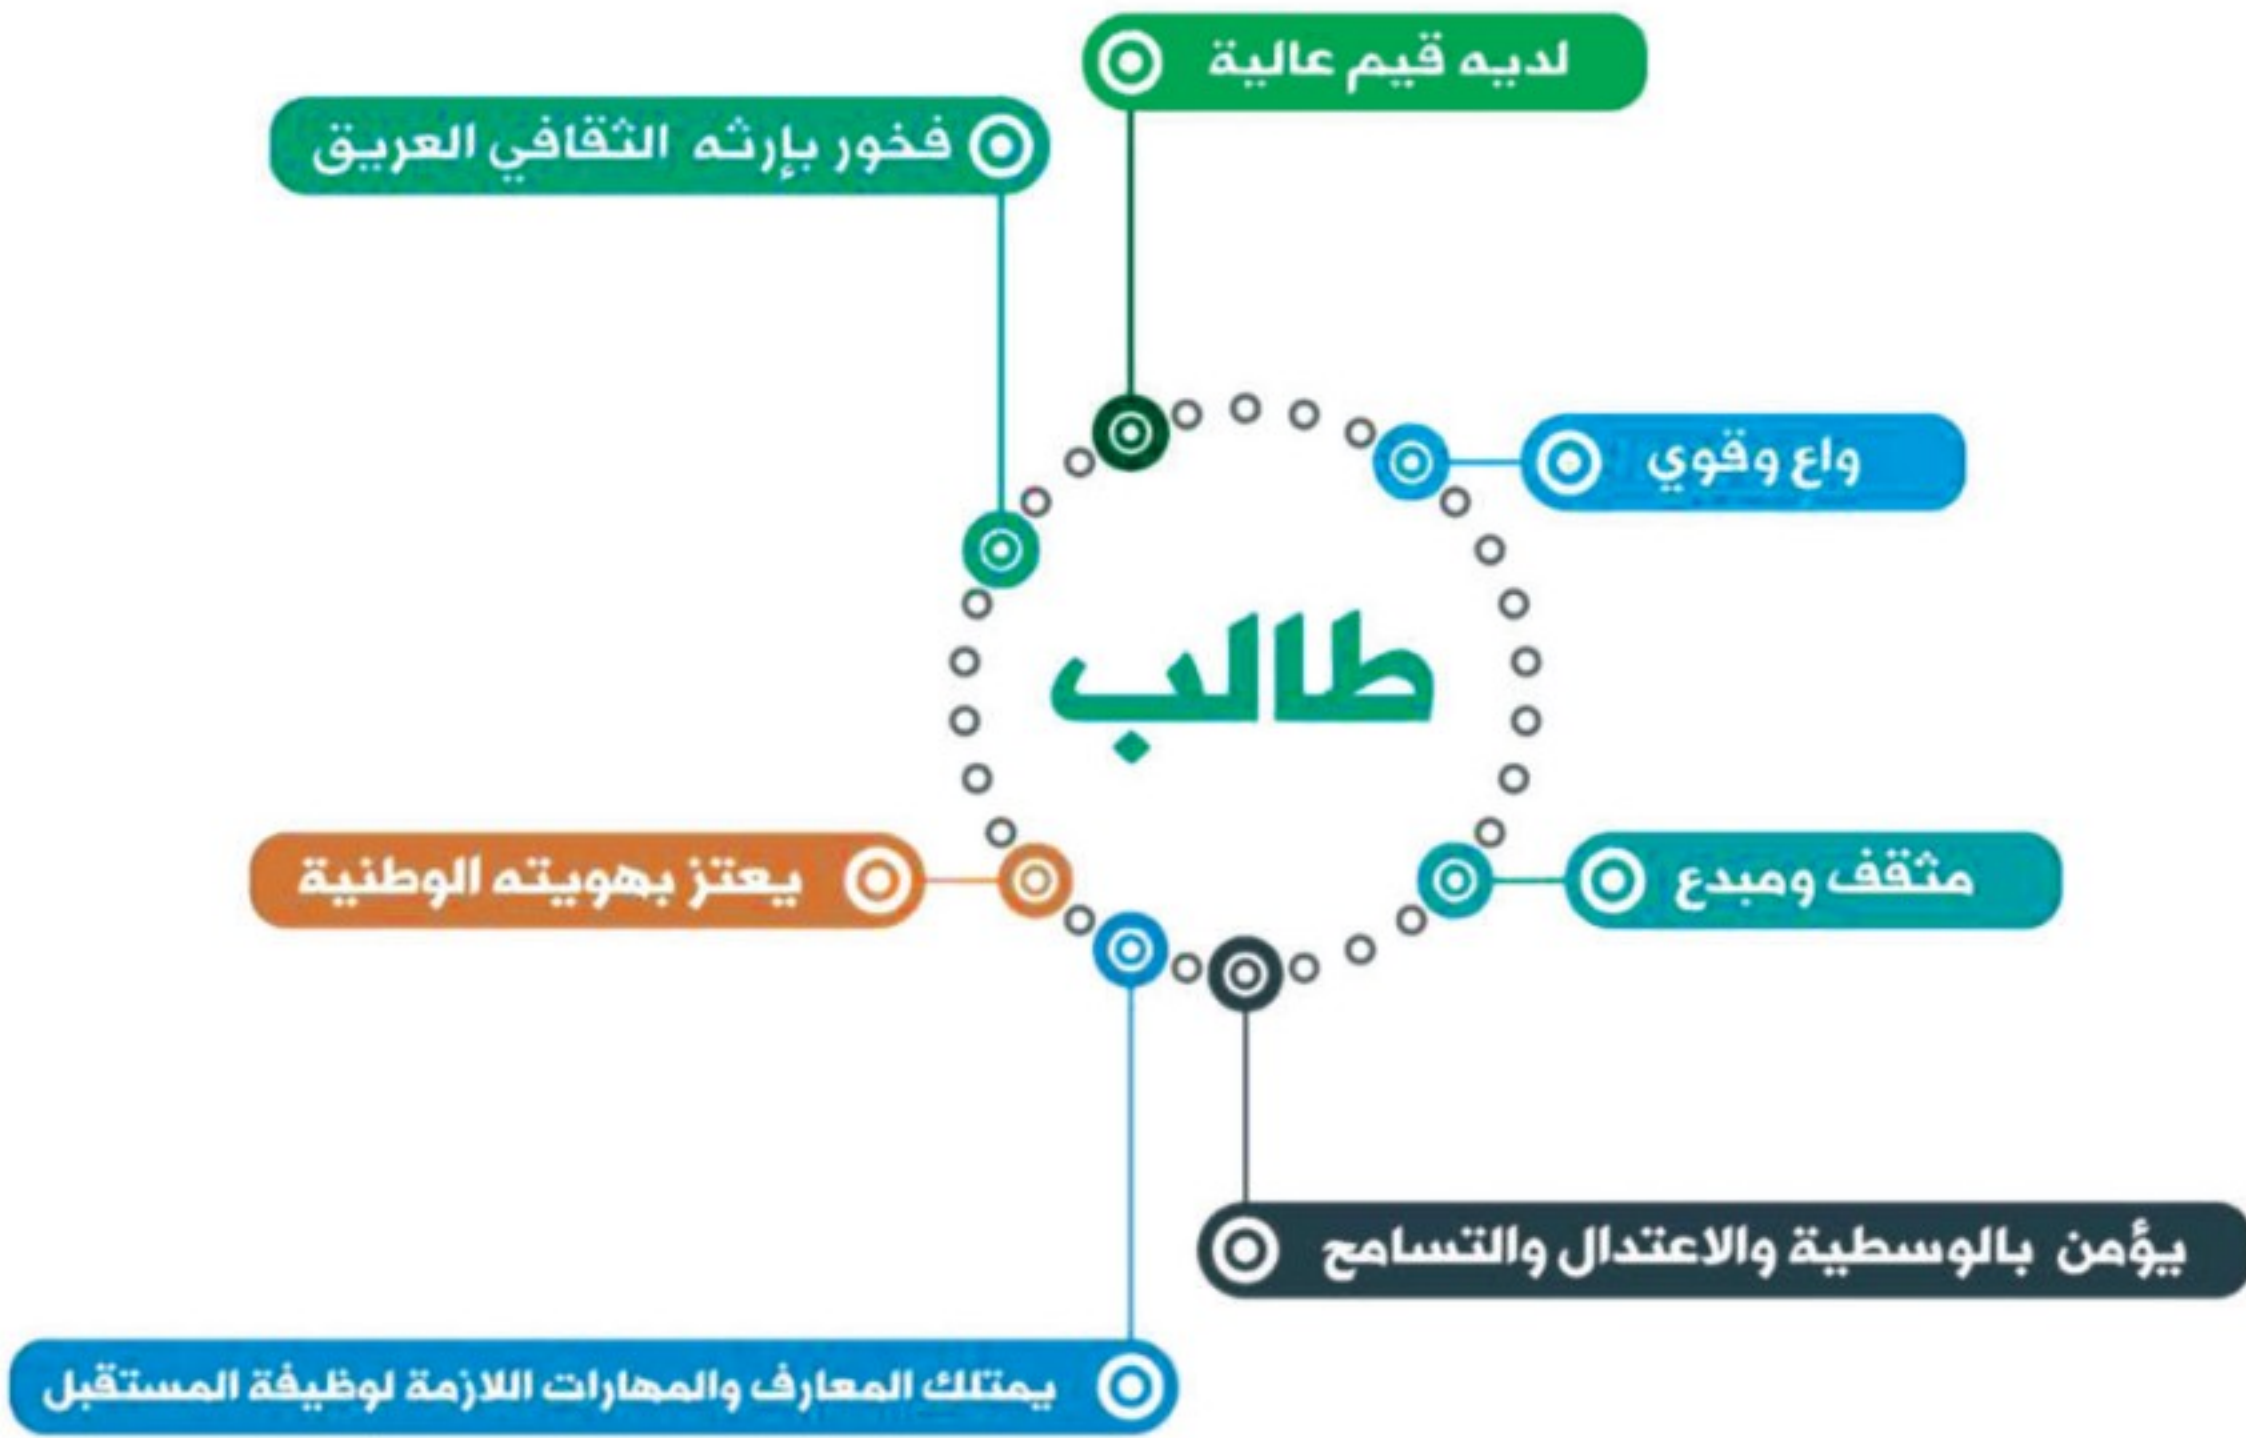 لديه قيم عالية
فخور بإرثه الثقافي العريق
واع وقوي
طالب
يعتز بهويته الوطنية
مثقف ومبدع
يؤمن بالوسطية والاعتدال والتسامح
يمتلك المعارف والمهارات اللازمة لوظيفة المستقبل